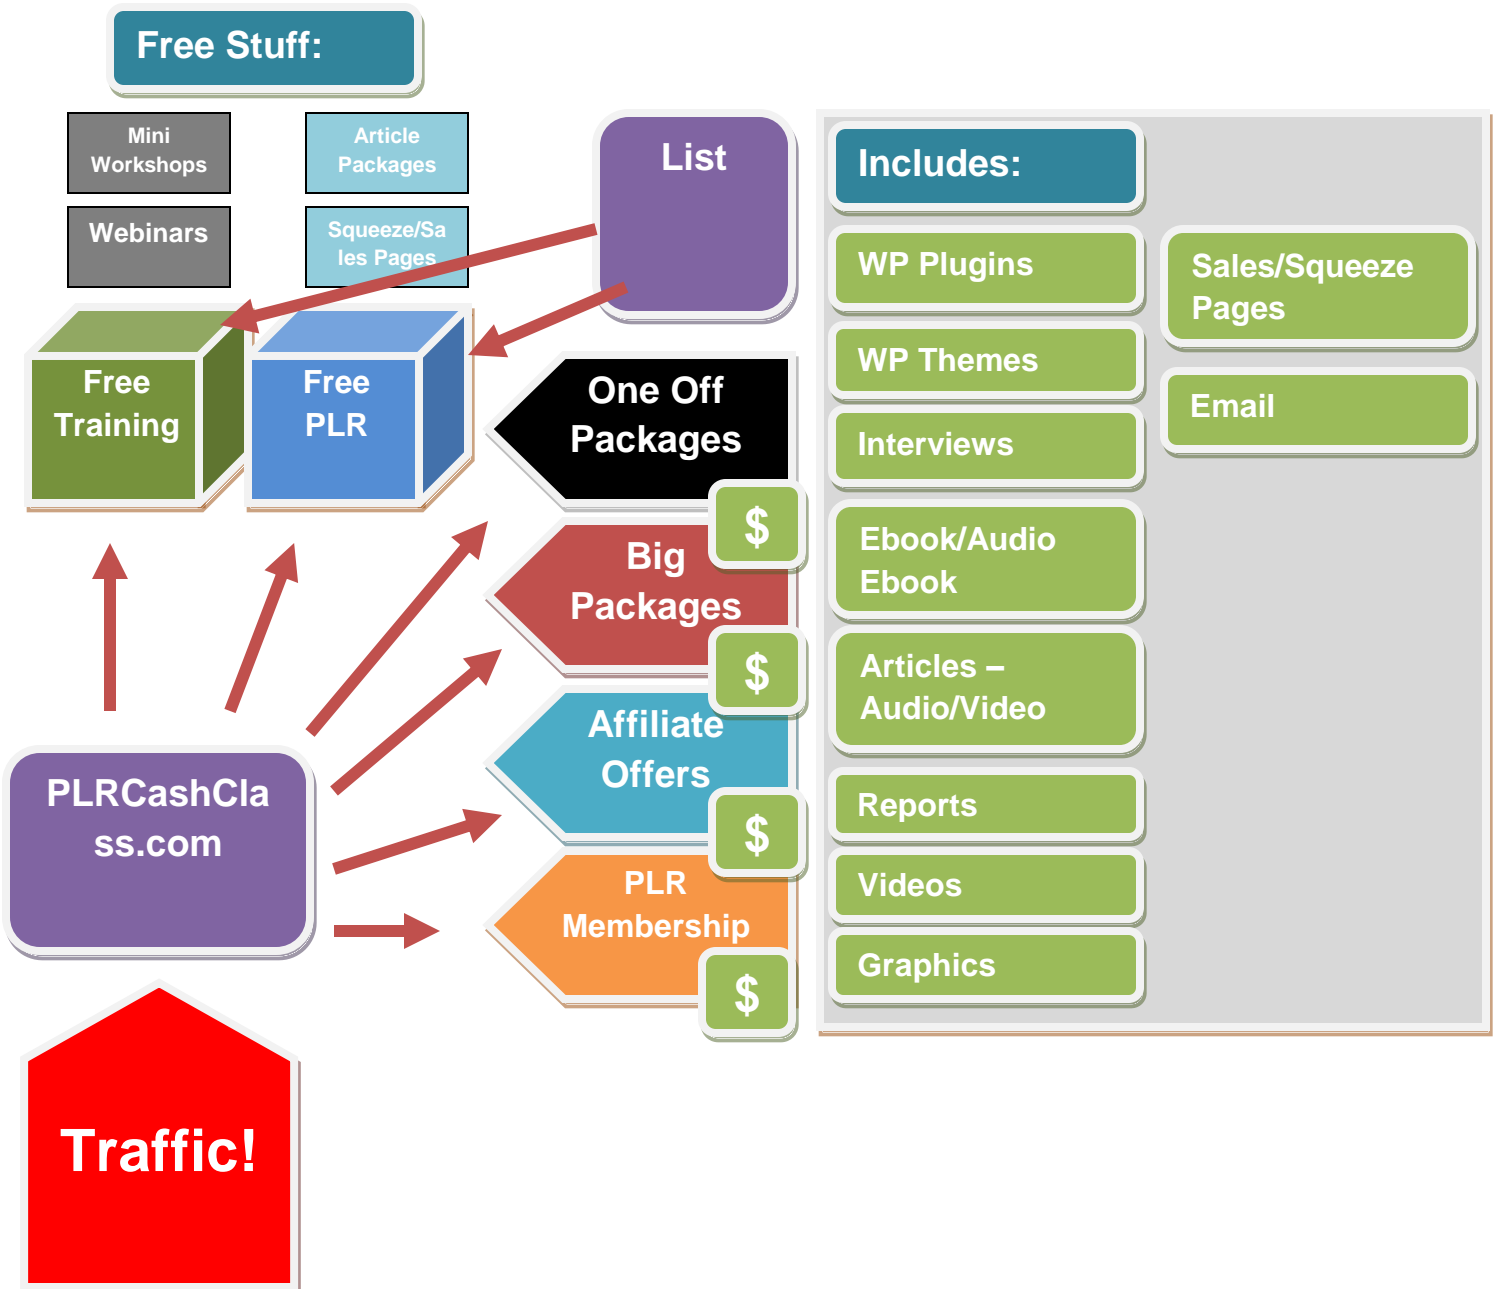 Free Stuff:
Mini
Workshops
Article
Packages
Webinars
Squeeze/Sa
les Pages
List
Free
Training
Free
PLR
One Off
Packages
$
Big
Packages
$
Affiliate
Offers
$
PLR
Membership
$
PLRCashCla
ss.com
Traffic!
Includes:
WP Plugins
WP Themes
Interviews
Ebook/Audio
Ebook
Articles –
Audio/Video
Reports
Videos
Graphics
Sales/Squeeze
Pages
Email